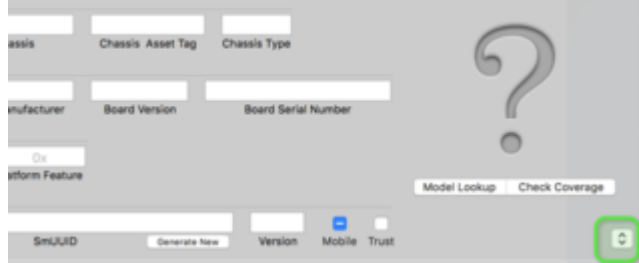 assis Chassis Asset Tag Chassis Type
nufacturer Board Version Board Serial Number
0x
atform Feature
Model Lookup Check Coverage
SmUUID Generate New Version Mobile Trust